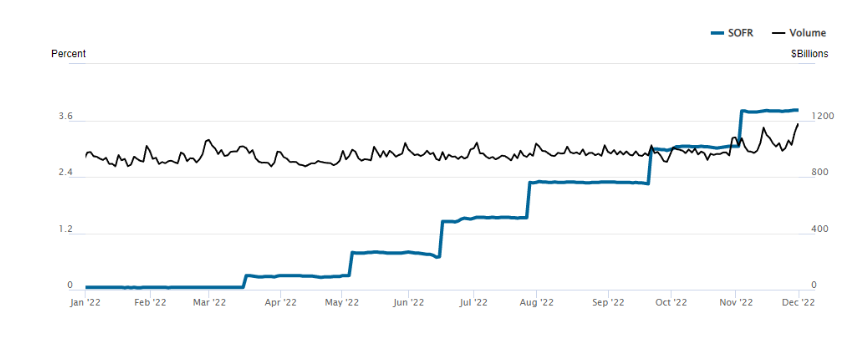 SOFR Volume
Percent $Billions
3.6 1200
2.4 800
1.2 400
0 0
Jan '22 Feb '22 Mar '22 Apr '22 May '22 Jun '22 Jul '22 Aug '22 Sep '22 Oct '22 Nov '22 Dec '22